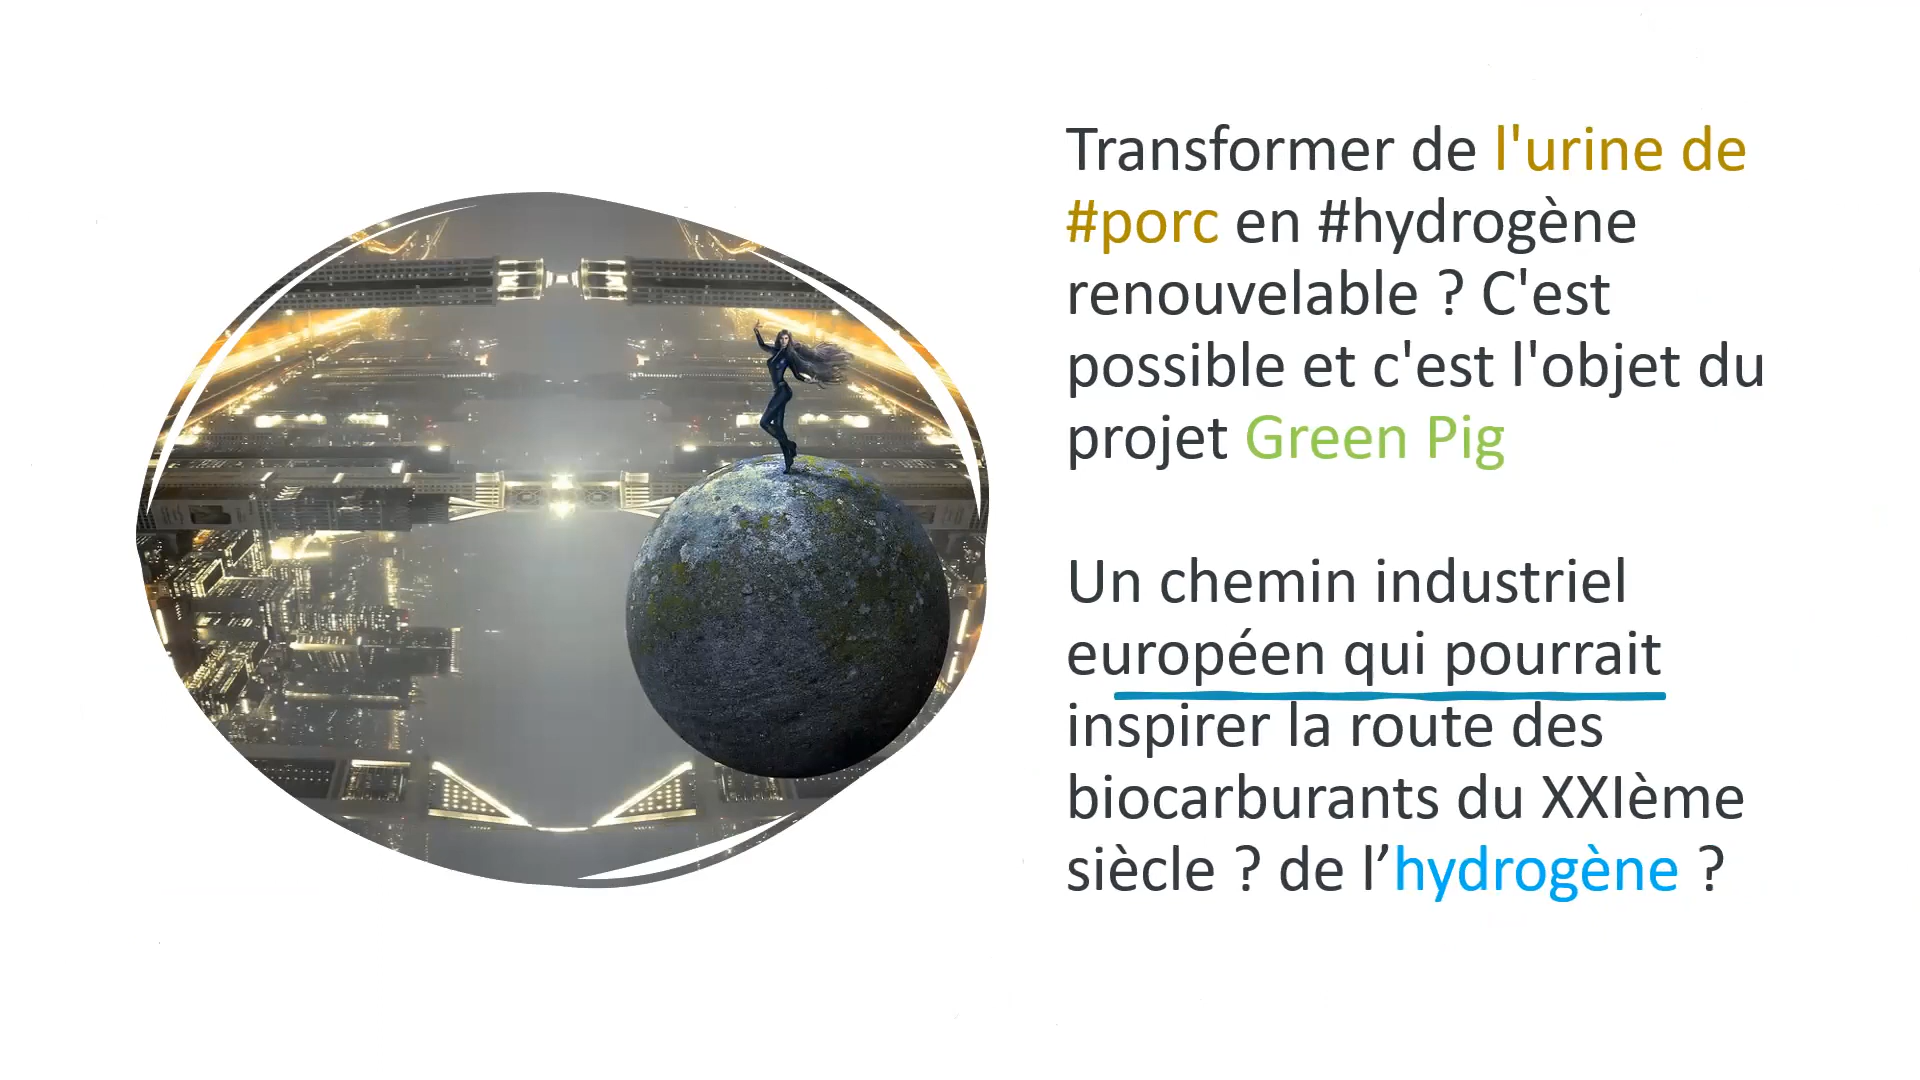 Transformer de l'urine de
#porc en #hydrogène
renouvelable ? C'est
possible et c'est l'objet du
projet Green Pig
Un chemin industriel
européen qui pourrait
inspirer la route des
biocarburants du XXIème
siècle ? de l’hydrogène ?